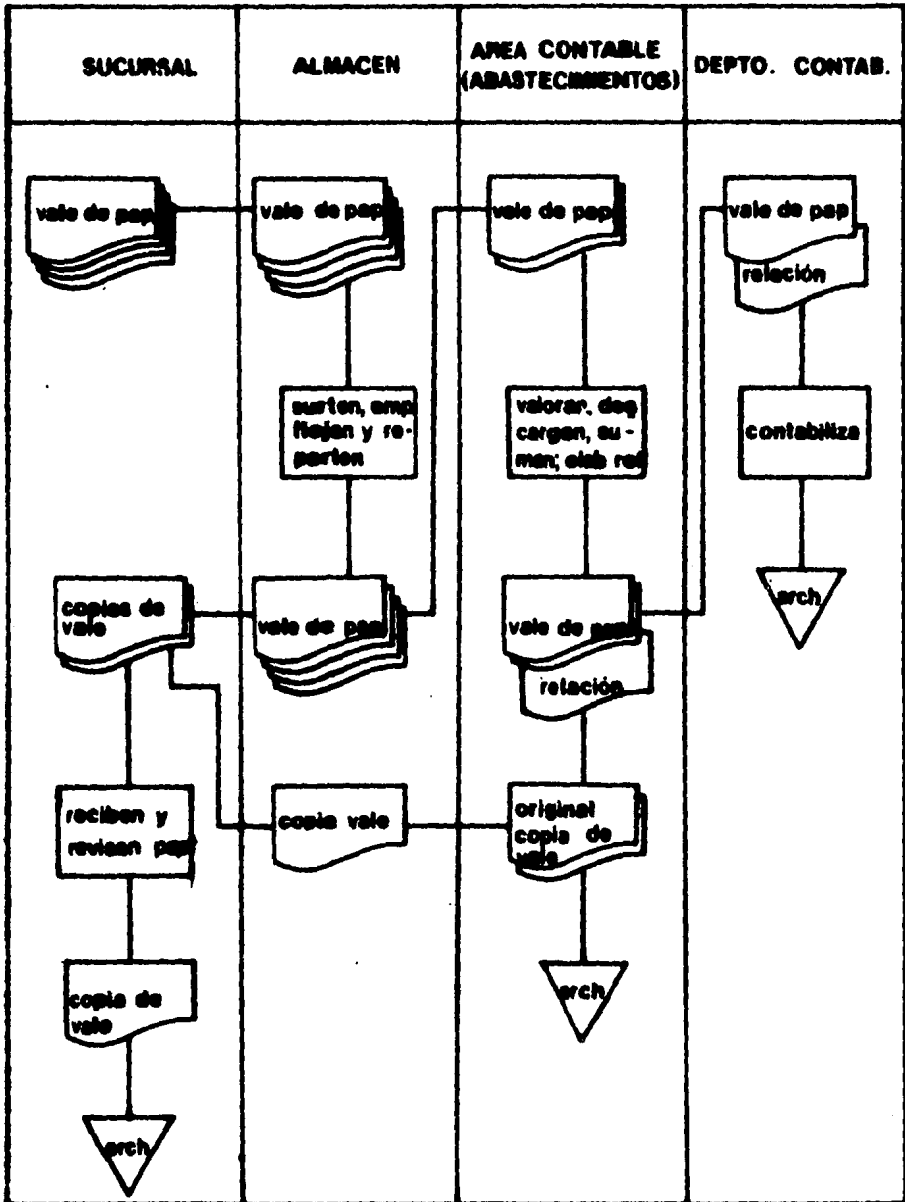 SUCURSAL
ALMACEN
AREA CONTABLE
(ABASTECIMIENTOS)
DEPTO. CONTAB.
vale de pap
vale de pap
vale de pap
vale de pap
relación
surten, emp
flejan y re-
parten
valorar, des
cargan, su-
man; elab rel
contabiliza
arch
copias de
vale
vale de pap
vale de pap
relación
reciben y
revisan pap
copia vale
original
copia de
vale
copia de
vale
arch
arch